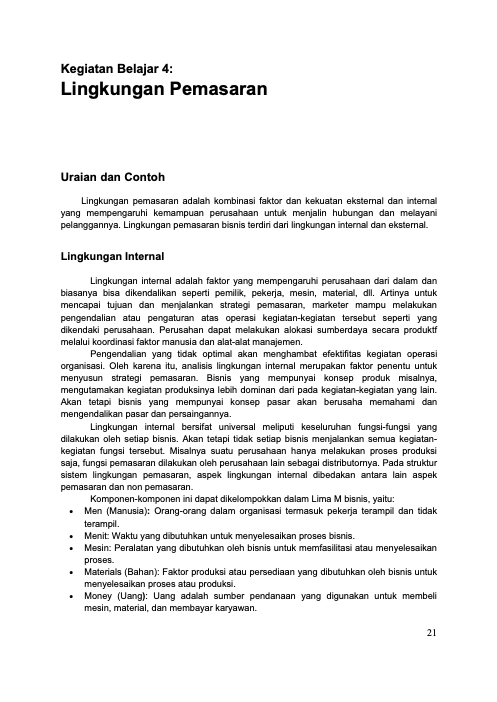 Kegiatan Belajar 4:
Lingkungan Pemasaran
Uraian dan Contoh
Lingkungan pemasaran adalah kombinasi faktor dan kekuatan eksternal dan internal
yang mempengaruhi kemampuan perusahaan untuk menjalin hubungan dan melayani
pelanggannya. Lingkungan pemasaran bisnis terdiri dari lingkungan internal dan eksternal.
Lingkungan Internal
Lingkungan internal adalah faktor yang mempengaruhi perusahaan dari dalam dan
biasanya bisa dikendalikan seperti pemilik, pekerja, mesin, material, dll. Artinya untuk
mencapai tujuan dan menjalankan strategi pemasaran, marketer mampu melakukan
pengendalian atau pengaturan atas operasi kegiatan-kegiatan tersebut seperti yang
dikendaki perusahaan. Perusahan dapat melakukan alokasi sumberdaya secara produktf
melalui koordinasi faktor manusia dan alat-alat manajemen.
Pengendalian yang tidak optimal akan menghambat efektifitas kegiatan operasi
organisasi. Oleh karena itu, analisis lingkungan internal merupakan faktor penentu untuk
menyusun strategi pemasaran. Bisnis yang mempunyai konsep produk misalnya,
mengutamakan kegiatan produksinya lebih dominan dari pada kegiatan-kegiatan yang lain.
Akan tetapi bisnis yang mempunyai konsep pasar akan berusaha memahami dan
mengendalikan pasar dan persaingannya.
Lingkungan internal bersifat universal meliputi keseluruhan fungsi-fungsi yang
dilakukan oleh setiap bisnis. Akan tetapi tidak setiap bisnis menjalankan semua kegiatan-
kegiatan fungsi tersebut. Misalnya suatu perusahaan hanya melakukan proses produksi
saja, fungsi pemasaran dilakukan oleh perusahaan lain sebagai distributornya. Pada struktur
sistem lingkungan pemasaran, aspek lingkungan internal dibedakan antara lain aspek
pemasaran dan non pemasaran.
Komponen-komponen ini dapat dikelompokkan dalam Lima M bisnis, yaitu:
• Men (Manusia): Orang-orang dalam organisasi termasuk pekerja terampil dan tidak
terampil.
• Menit: Waktu yang dibutuhkan untuk menyelesaikan proses bisnis.
• Mesin: Peralatan yang dibutuhkan oleh bisnis untuk memfasilitasi atau menyelesaikan
proses.
• Materials (Bahan): Faktor produksi atau persediaan yang dibutuhkan oleh bisnis untuk
menyelesaikan proses atau produksi.
• Money (Uang): Uang adalah sumber pendanaan yang digunakan untuk membeli
mesin, material, dan membayar karyawan.
21